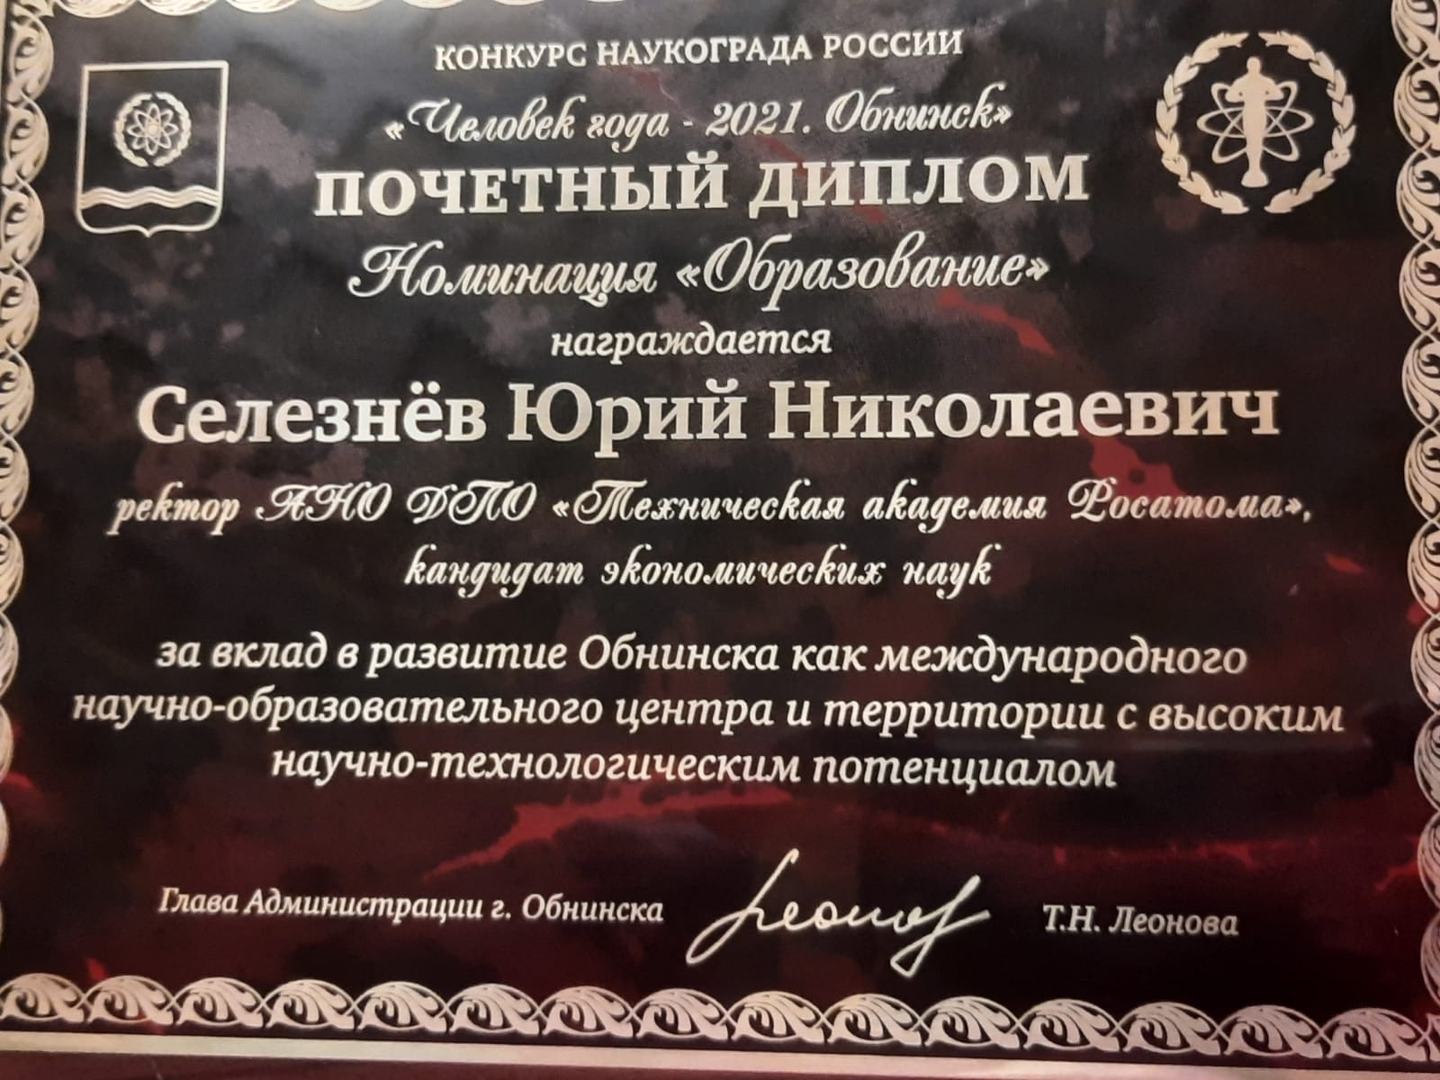 КОНКУРС НАУКОГРАДА РОССИИ
«Человек года - 2021. Обнинск»
ПОЧЕТНЫЙ ДИПЛОМ
Номинация «Образование»
награждается
Селезнёв Юрий Николаевич
ректор АНО ДПО «Техническая академия Росатома»,
кандидат экономических наук
за вклад в развитие Обнинска как международного
научно-образовательного центра и территории с высоким
научно-технологическим потенциалом
Глава Администрации г. Обнинска Т.Н. Леонова